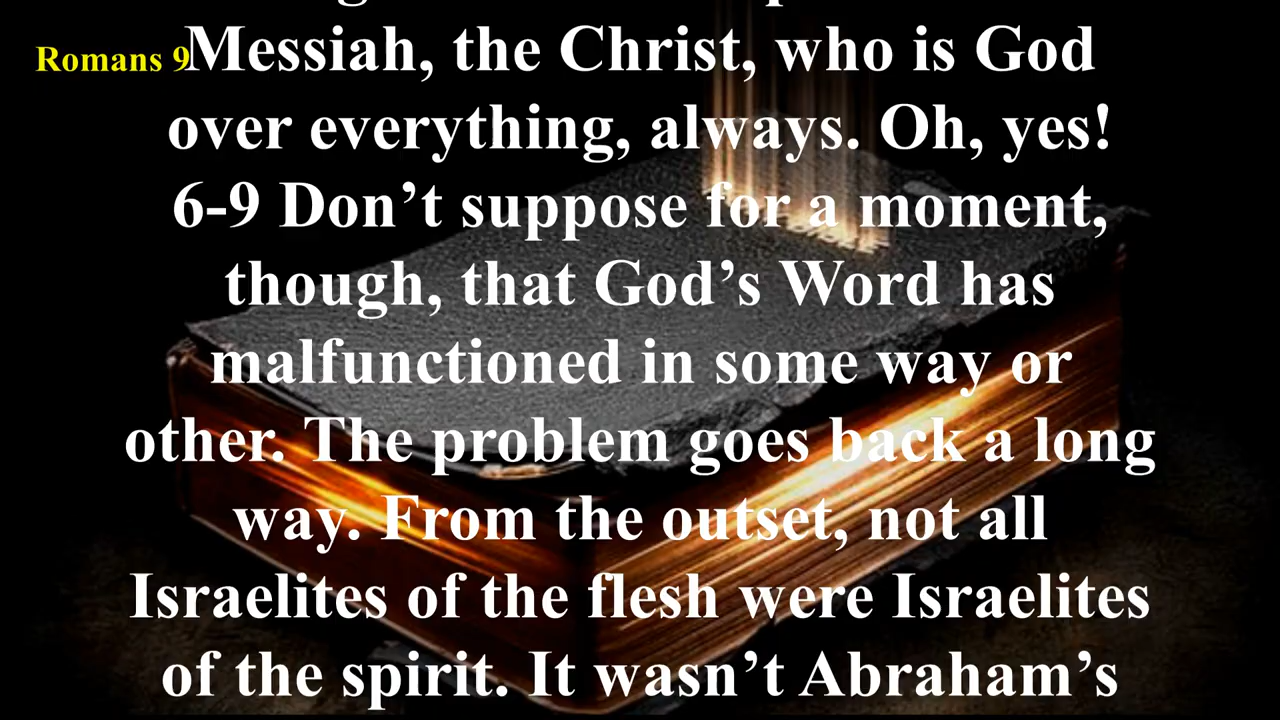 Romans 9
Messiah, the Christ, who is God
over everything, always. Oh, yes!
6-9 Don’t suppose for a moment,
though, that God’s Word has
malfunctioned in some way or
other. The problem goes back a long
way. From the outset, not all
Israelites of the flesh were Israelites
of the spirit. It wasn’t Abraham’s